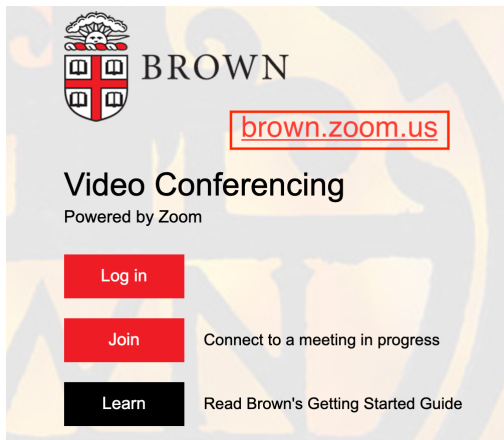 BROWN
brown.zoom.us
Video Conferencing
Powered by Zoom
Log in
Join Connect to a meeting in progress
Learn Read Brown's Getting Started Guide